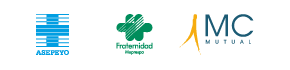 ASEPEYO
Fraternidad
Muprespa
MC
MUTUAL